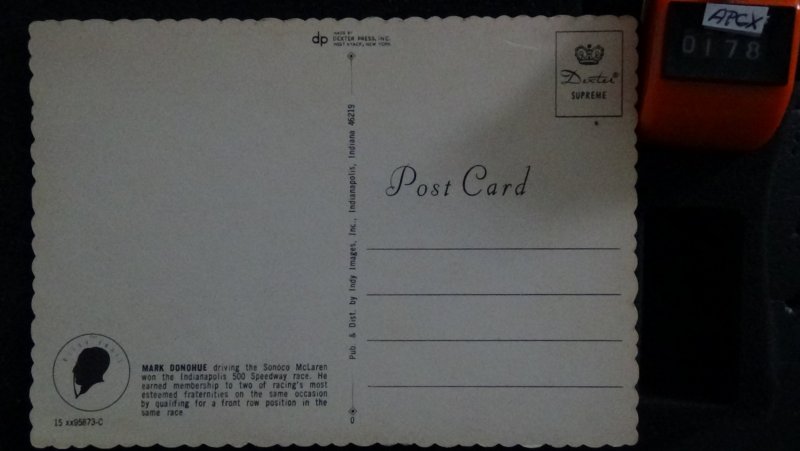 dp
MADE BY
DEXTER PRESS, INC.
WEST NYACK, NEW YORK
Dexter®
SUPREME
APCX
0178
Pub. & Dist. by Indy Images, Inc., Indianapolis, Indiana 46219
Post Card
MARK DONOHUE driving the Sonoco McLaren
won the Indianapolis 500 Speedway race. He
earned membership to two of racing's most
esteemed fraternities on the same occasion
by qualifing for a front row position in the
same race
15 xx95873-C
0